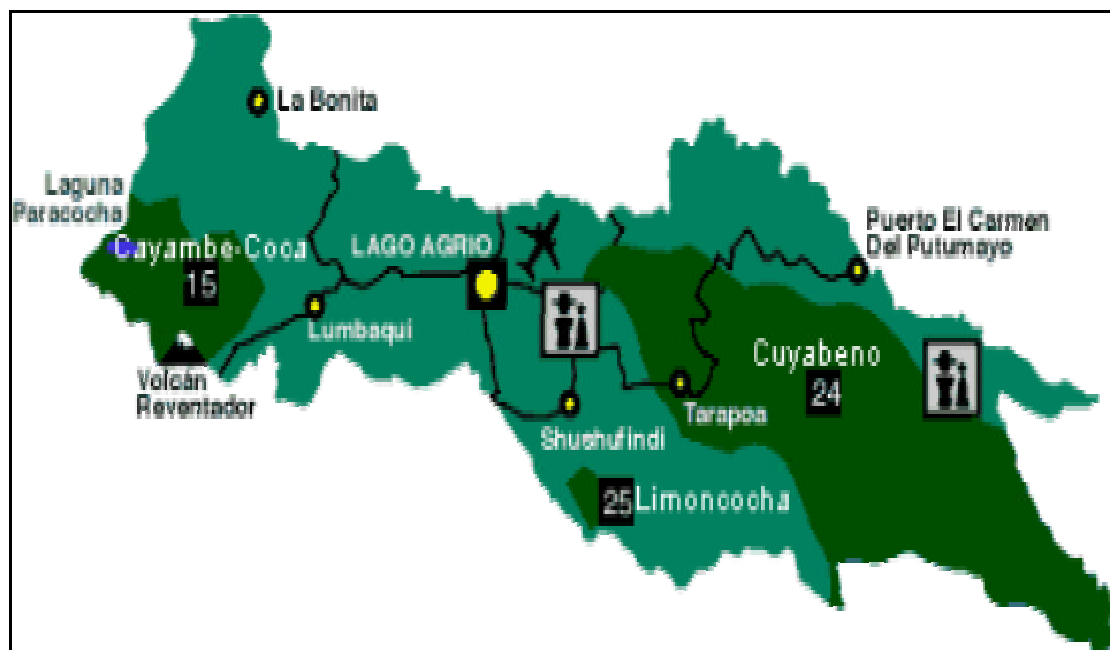 La Bonita
Laguna
Paracocha
Cayambe-Coca
15
LAGO AGRIO
Puerto El Carmen
Del Putumayo
Lumbaqui
Volcán
Reventador
Cuyabeno
24
Tarapoa
Shushufindi
25 Limoncocha